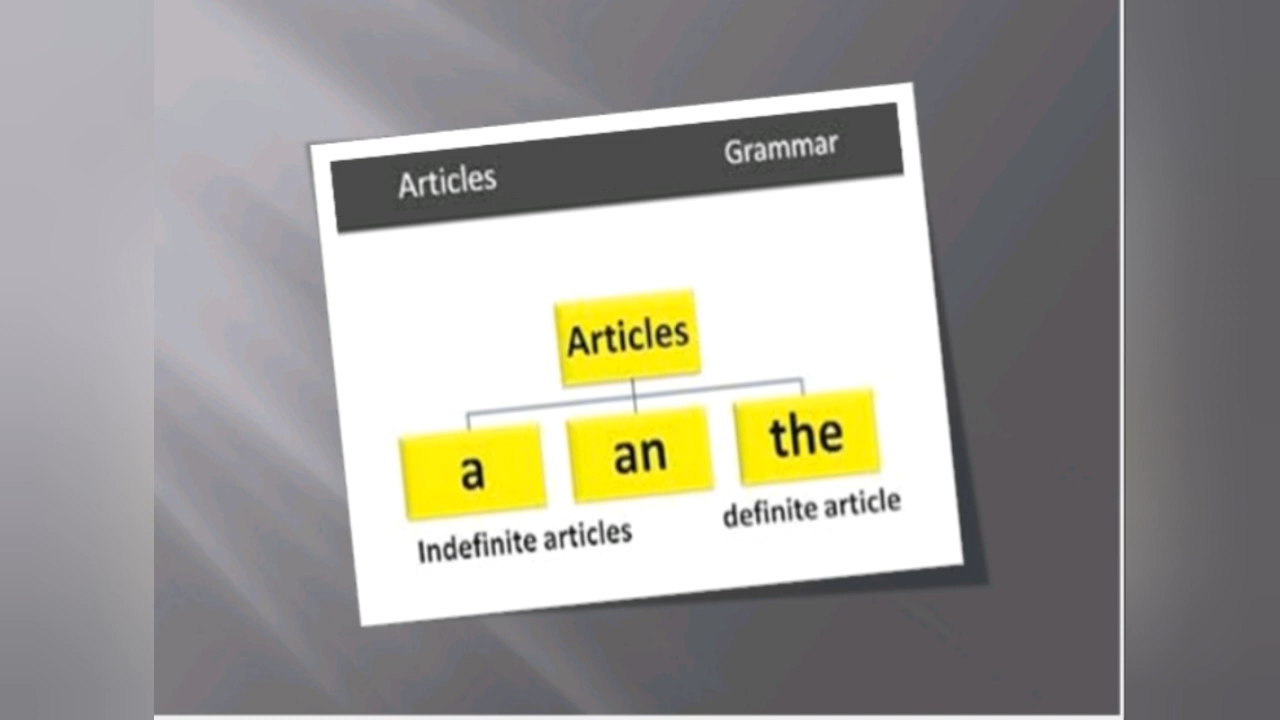 Articles Grammar
Articles
a an the
Indefinite articles definite article